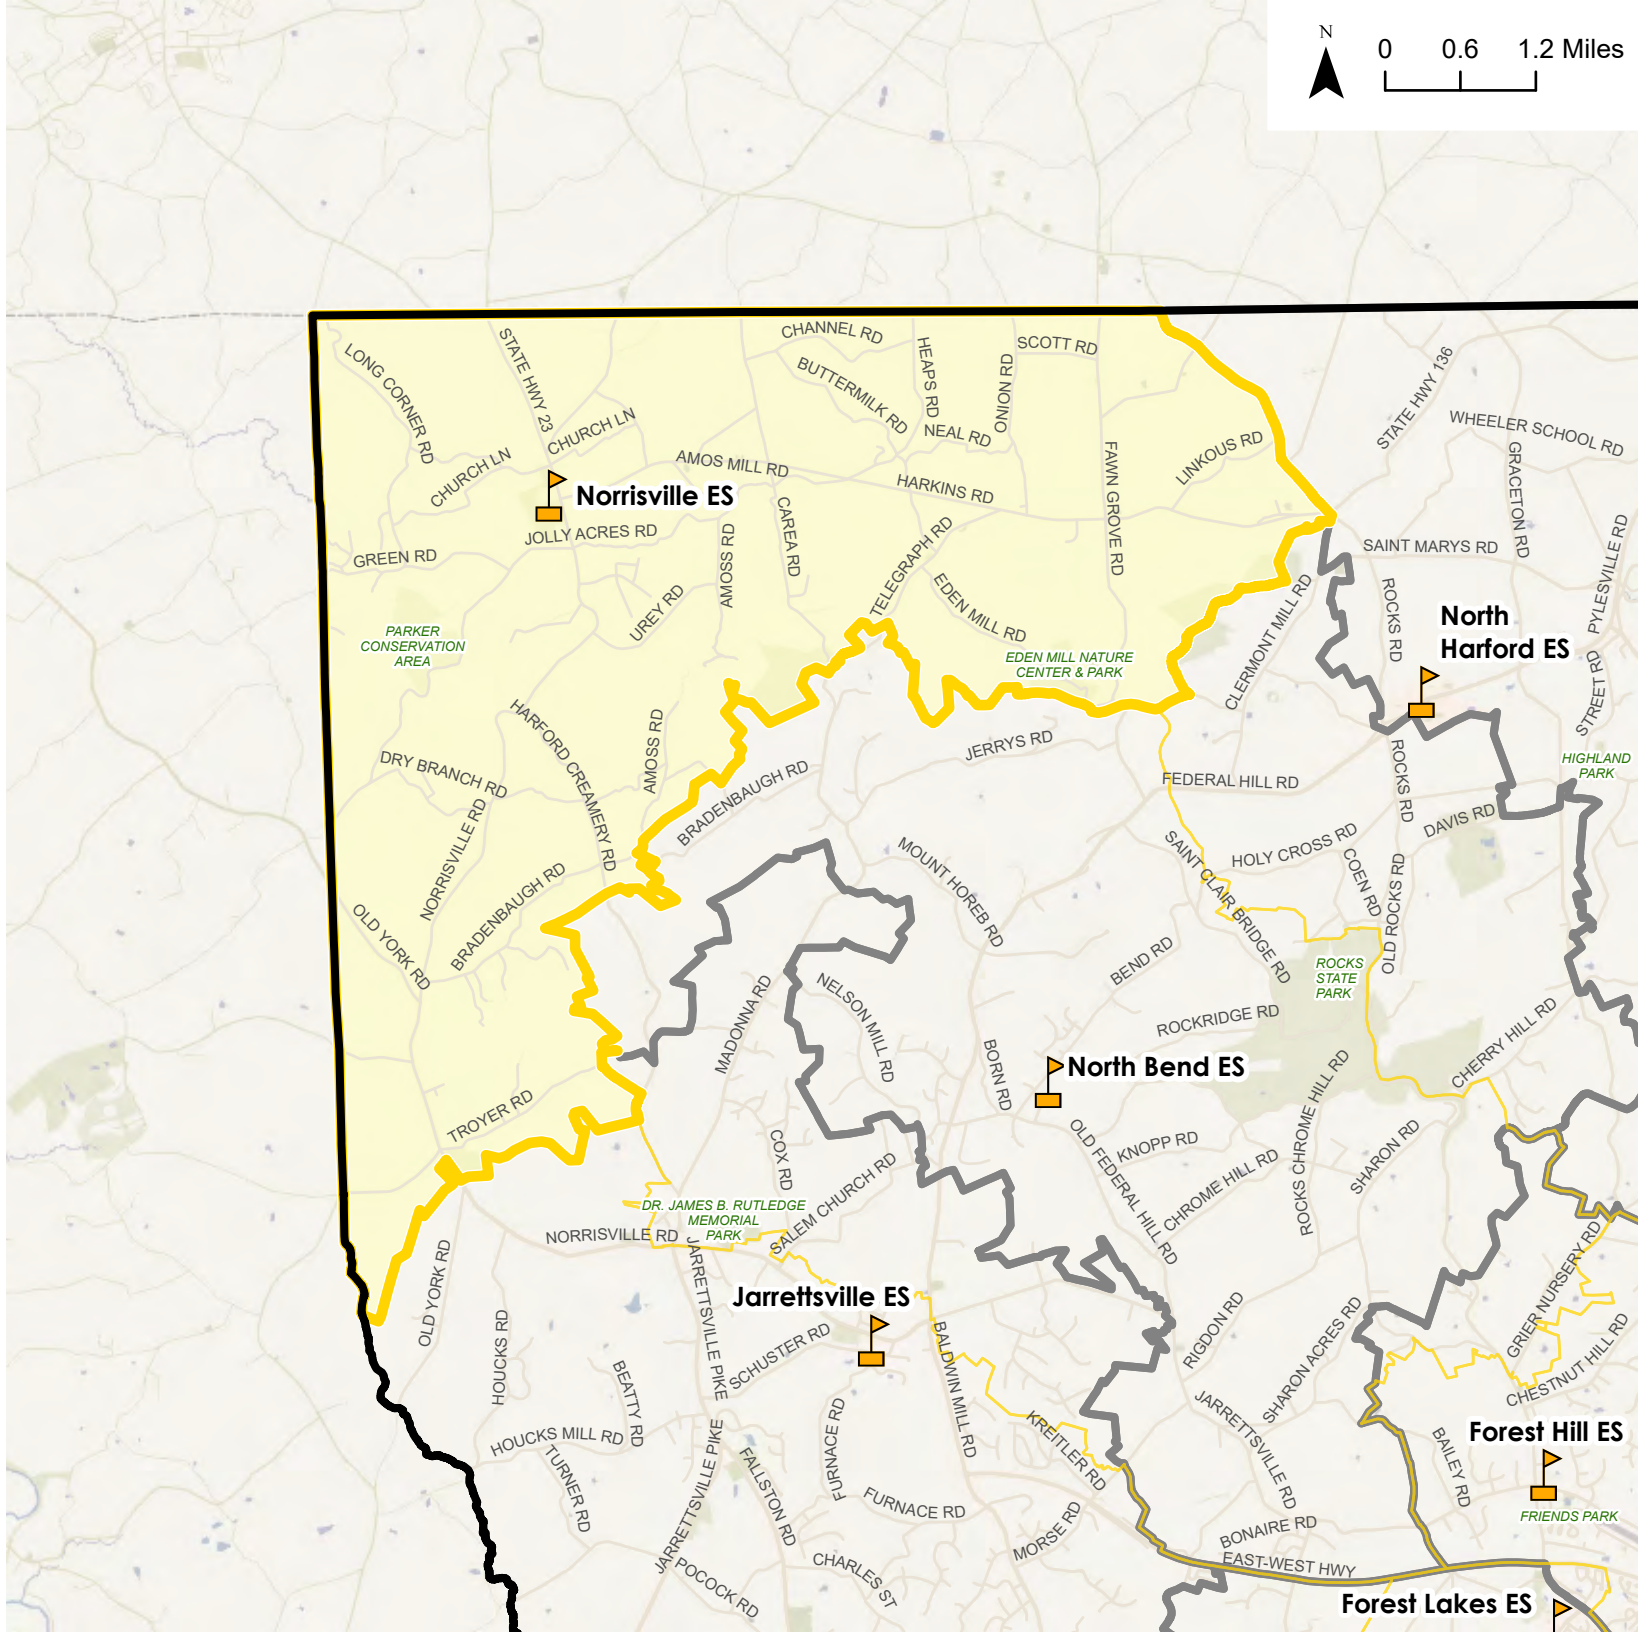 N
0 0.6 1.2 Miles
CHANNEL RD
SCOTT RD
STATE HWY 23
LONG CORNER RD
HEAPS RD
ONION RD
BUTTERMILK RD
STATE HWY 136
WHEELER SCHOOL RD
CHURCH LN
NEAL RD
LINKOUS RD
CHURCH LN
AMOS MILL RD
HARKINS RD
FAWN GROVE RD
GRACETON RD
Norrisville ES
CAREA RD
JOLLY ACRES RD
AMOSS RD
TELEGRAPH RD
GREEN RD
SAINT MARYS RD
PYLESVILLE RD
UREY RD
EDEN MILL RD
CLERMONT MILL RD
ROCKS RD
North
Harford ES
PARKER
CONSERVATION
AREA
EDEN MILL NATURE
CENTER & PARK
STREET RD
HARFORD CREAMERY RD
AMOSS RD
JERRYS RD
DRY BRANCH RD
BRADENBAUGH RD
FEDERAL HILL RD
ROCKS RD
HIGHLAND
PARK
NORRISVILLE RD
DAVIS RD
MOUNT HOREB RD
SAINT CLAIR BRIDGE RD
HOLY CROSS RD
COEN RD
OLD ROCKS RD
BRADENBAUGH RD
OLD YORK RD
BEND RD
ROCKS
STATE
PARK
MADONNA RD
NELSON MILL RD
ROCKRIDGE RD
CHERRY HILL RD
BORN RD
North Bend ES
TROYER RD
ROCKS CHROME HILL RD
COX RD
OLD FEDERAL HILL RD
KNOPP RD
SHARON RD
SALEM CHURCH RD
CHROME HILL RD
DR. JAMES B. RUTLEDGE
MEMORIAL
PARK
NORRISVILLE RD
OLD YORK RD
JARRETTSVILLE PIKE
GRIER NURSERY RD
Jarrettsville ES
HOUCKS RD
SCHUSTER RD
BALDWIN MILL RD
RIGDON RD
SHARON ACRES RD
CHESTNUT HILL RD
BEATTY RD
FURNACE RD
KREITLER RD
JARRETTSVILLE RD
BAILEY RD
Forest Hill ES
HOUCKS MILL RD
TURNER RD
JARRETTSVILLE PIKE
FALLSTON RD
FURNACE RD
MORSE RD
BONAIRE RD
FRIENDS PARK
EAST-WEST HWY
POCOCK RD
CHARLES ST
Forest Lakes ES